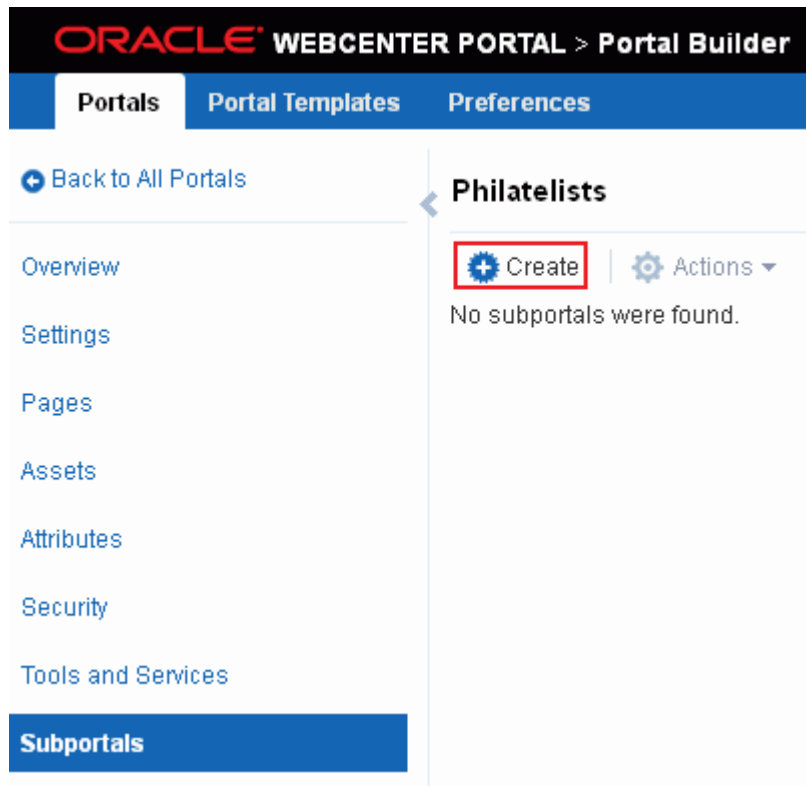 ORACLE WEBCENTER PORTAL > Portal Builder
Portals Portal Templates Preferences
Back to All Portals
Overview
Settings
Pages
Assets
Attributes
Security
Tools and Services
Subportals
Philatelists
Create Actions
No subportals were found.